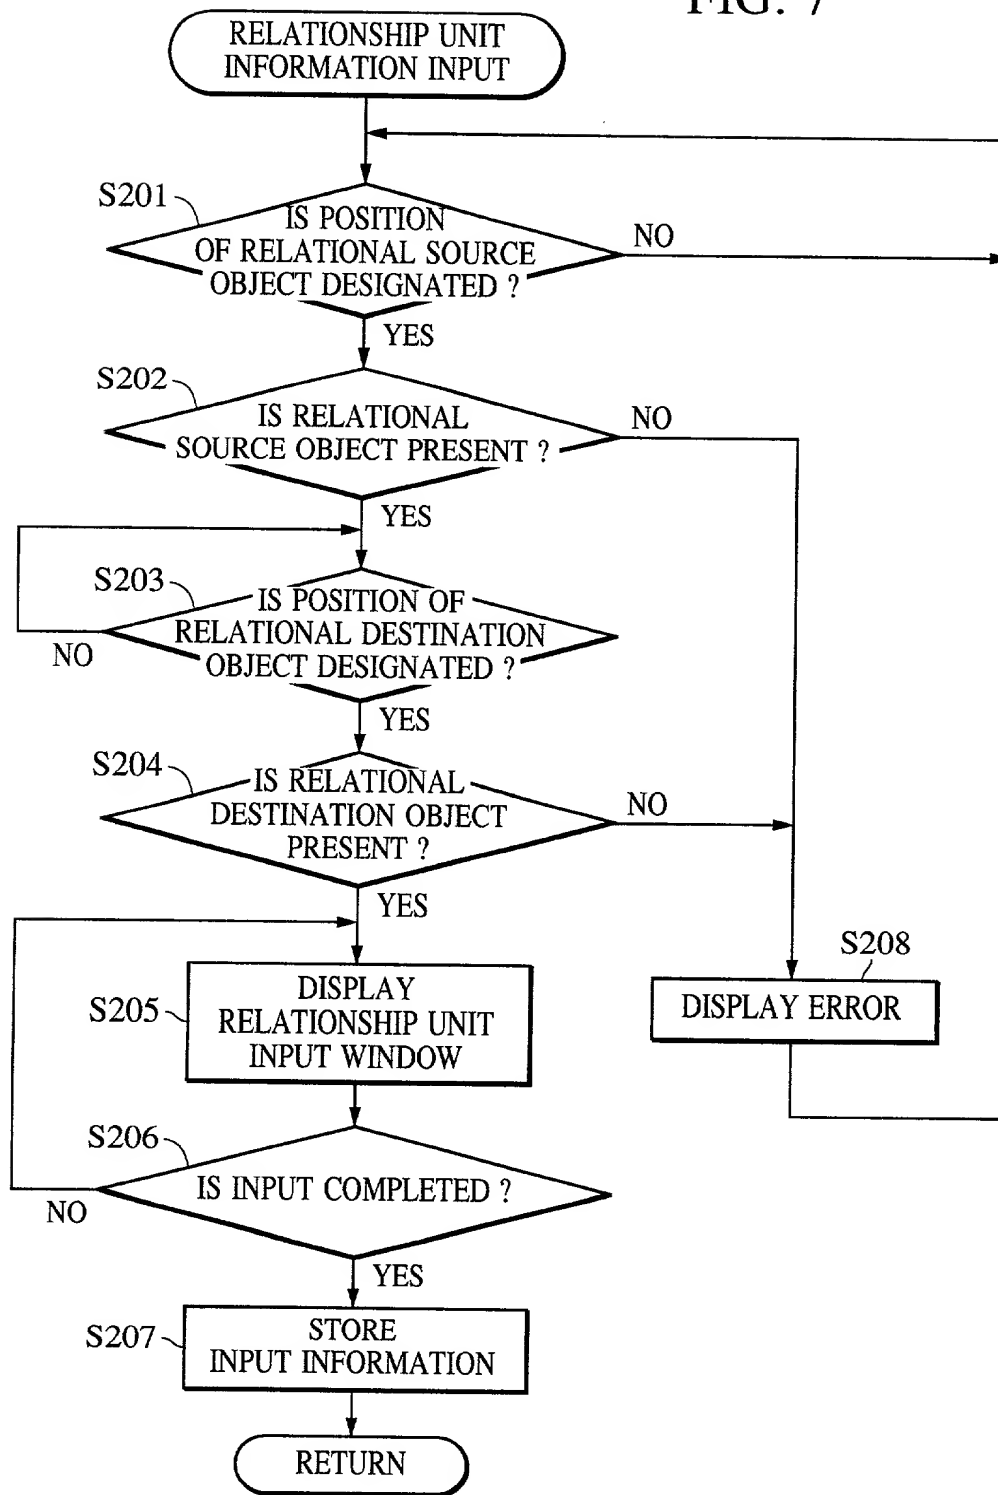 FIG. 7
RELATIONSHIP UNIT
INFORMATION INPUT
S201
IS POSITION
OF RELATIONAL SOURCE
OBJECT DESIGNATED ?
NO
YES
S202
IS RELATIONAL
SOURCE OBJECT PRESENT ?
NO
YES
S203
IS POSITION OF
RELATIONAL DESTINATION
OBJECT DESIGNATED ?
NO
YES
S204
IS RELATIONAL
DESTINATION OBJECT
PRESENT ?
NO
YES
S205
DISPLAY
RELATIONSHIP UNIT
INPUT WINDOW
S208
DISPLAY ERROR
S206
IS INPUT COMPLETED ?
NO
YES
S207
STORE
INPUT INFORMATION
RETURN